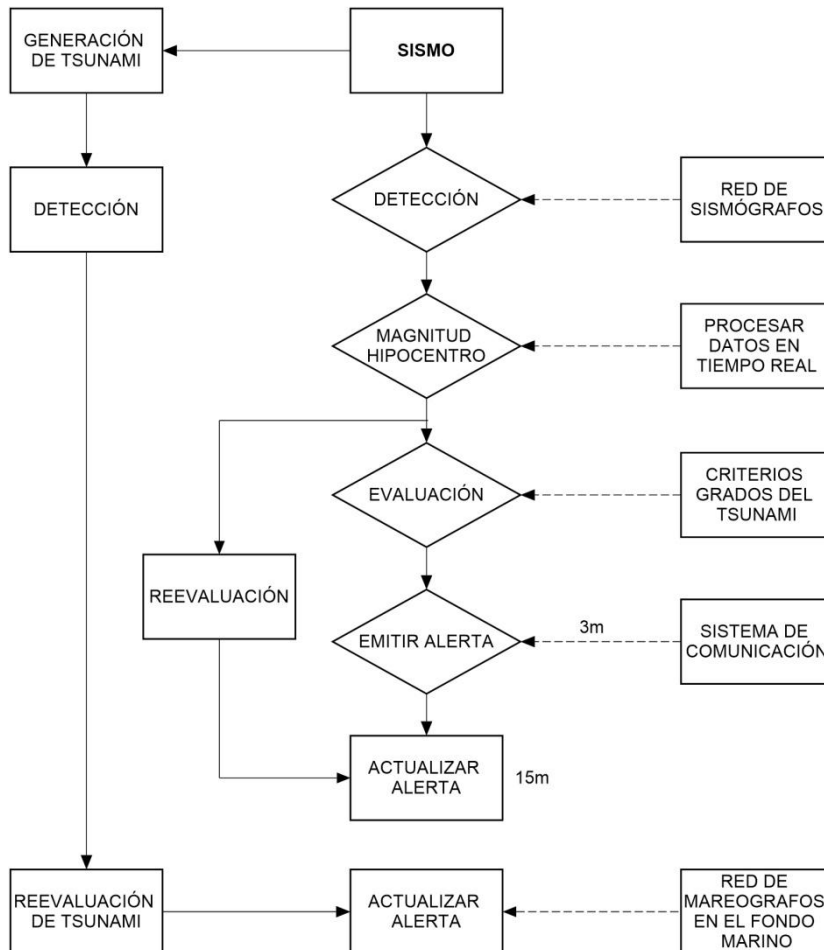 GENERACIÓN
DE TSUNAMI
SISMO
DETECCIÓN
DETECCIÓN
RED DE
SISMÓGRAFOS
MAGNITUD
HIPOCENTRO
PROCESAR
DATOS EN
TIEMPO REAL
EVALUACIÓN
CRITERIOS
GRADOS DEL
TSUNAMI
REEVALUACIÓN
EMITIR ALERTA
3m
SISTEMA DE
COMUNICACIÓN
ACTUALIZAR
ALERTA
15m
REEVALUACIÓN
DE TSUNAMI
ACTUALIZAR
ALERTA
RED DE
MAREOGRAFOS
EN EL FONDO
MARINO